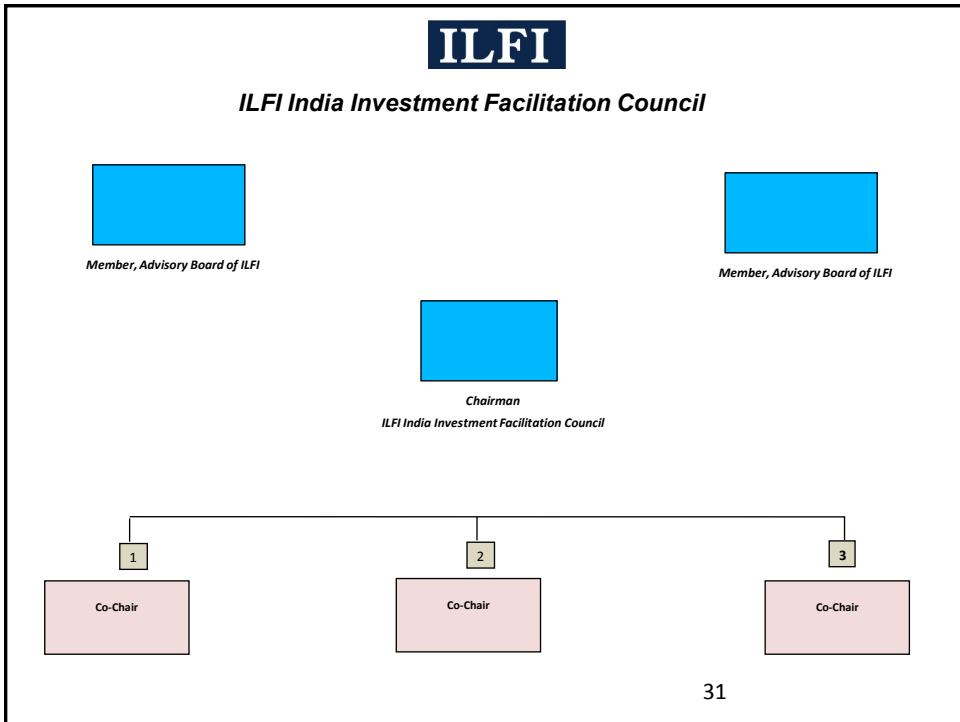 ILFI
ILFI India Investment Facilitation Council
Member, Advisory Board of ILFI
Member, Advisory Board of ILFI
Chairman
ILFI India Investment Facilitation Council
1
2
3
Co-Chair
Co-Chair
Co-Chair
31